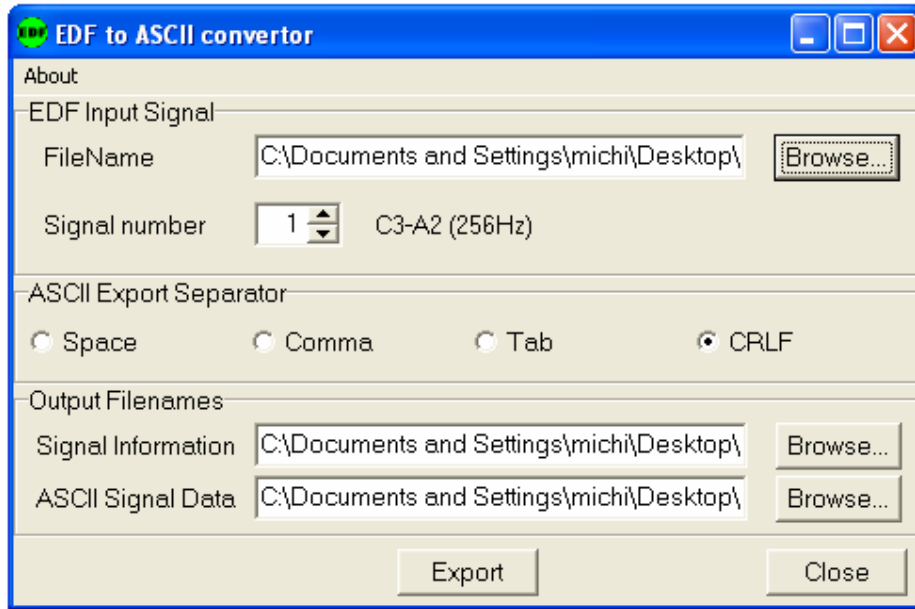 EDF EDF to ASCII convertor
About
EDF Input Signal
FileName C:\Documents and Settings\michi\Desktop\ Browse...
Signal number 1 C3-A2 (256Hz)
ASCII Export Separator
Space Comma Tab CRLF
Output Filenames
Signal Information C:\Documents and Settings\michi\Desktop\ Browse...
ASCII Signal Data C:\Documents and Settings\michi\Desktop\ Browse...
Export Close